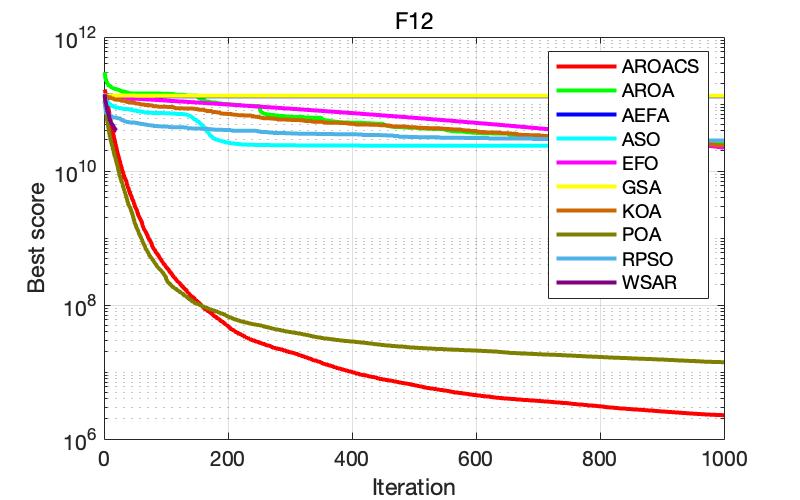 F12
10^12
10^10
10^8
10^6
Best score
0 200 400 600 800 1000
Iteration
AROACS
AROA
AEFA
ASO
EFO
GSA
KOA
POA
RPSO
WSAR